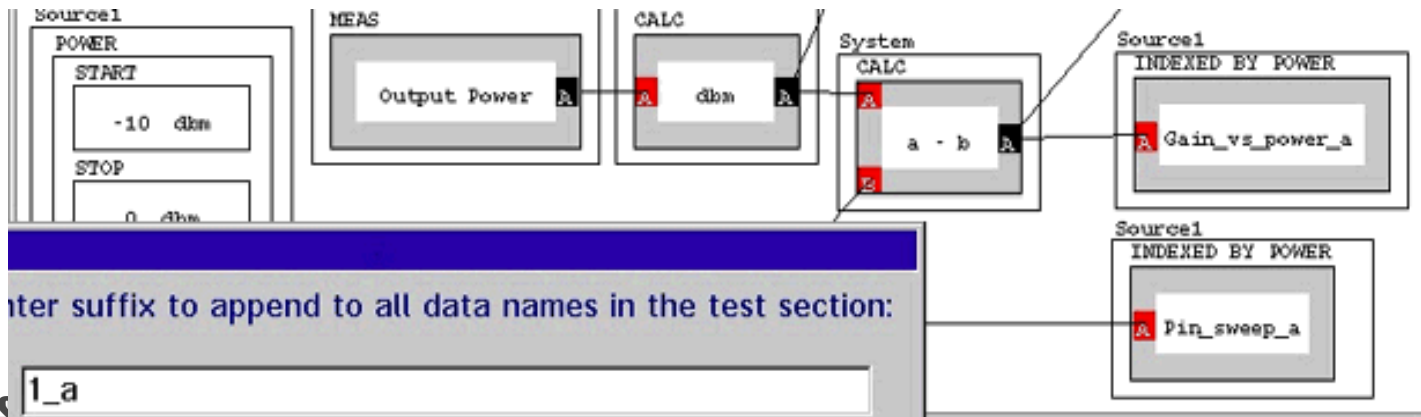 Source1
POWER
START
-10 dbm
STOP
0 dbm
MEAS
Output Power
A
CALC
A
dbm
A
System
CALC
A
B
a - b
A
Source1
INDEXED BY POWER
A
Gain_vs_power_a
Source1
INDEXED BY POWER
A
Pin_sweep_a
nter suffix to append to all data names in the test section:
1_a